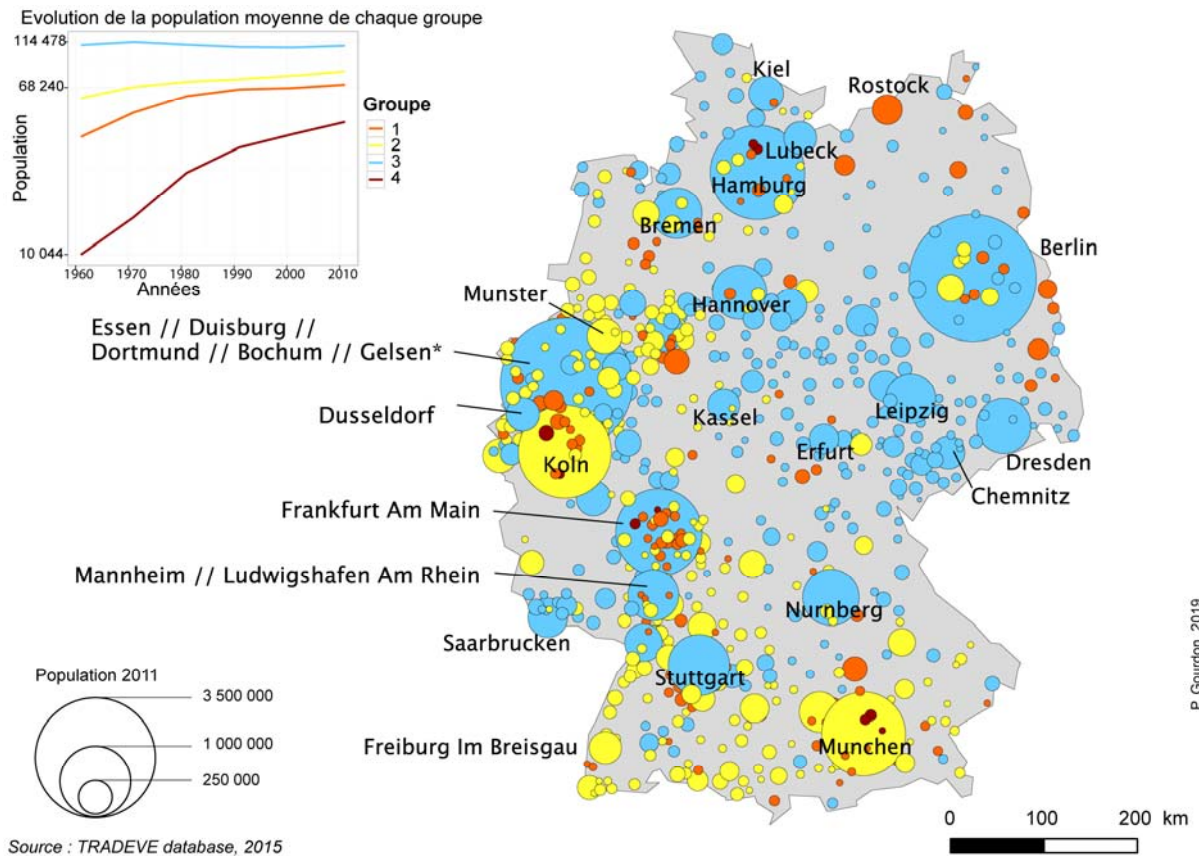 Evolution de la population moyenne de chaque groupe
114 478
68 240
10 044
Population
1960 1970 1980 1990 2000 2010
Années
Groupe
1
2
3
4
Kiel
Rostock
Lubeck
Hamburg
Bremen
Berlin
Munster
Hannover
Essen // Duisburg //
Dortmund // Bochum // Gelsen*
Dusseldorf
Kassel
Leipzig
Koln
Erfurt
Dresden
Chemnitz
Frankfurt Am Main
Mannheim // Ludwigshafen Am Rhein
Nurnberg
Saarbrucken
Stuttgart
Freiburg Im Breisgau
Munchen
Population 2011
3 500 000
1 000 000
250 000
Source : TRADEVE database, 2015
0 100 200 km
P. Gourdon, 2019